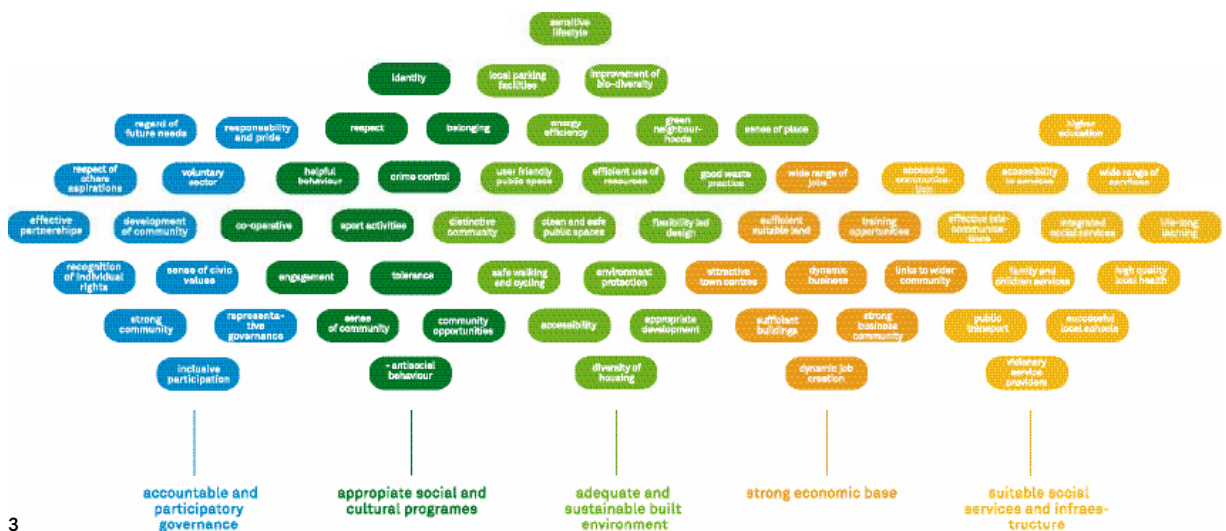 sensitive
lifestyle
identity
local parking
facilities
improvement of
bio-diversity
regard of
future needs
responsability
and pride
respect
belonging
energy
efficiency
green
neighbour-
hoods
sense of place
higher
education
respect of
others
aspirations
voluntary
sector
helpful
behaviour
crime control
user friendly
public space
efficient use of
resources
good waste
practice
wide range of
jobs
access to
communica-
tion
accessibility
to services
wide range of
services
effective
partnerships
development
of community
co-operative
sport activities
distinctive
community
clean and safe
public spaces
flexibility led
design
sufficient
suitable land
training
opportunities
effective tele-
communica-
tions
integrated
social services
life-long
learning
recognition
of individual
rights
sense of civic
values
engagement
tolerance
safe walking
and cycling
environment
protection
attractive
town centres
dynamic
business
links to wider
community
family and
children services
high quality
local health
strong
community
representa-
tive
governance
sense
of community
community
opportunities
accessibility
appropriate
development
sufficient
buildings
strong
business
community
public
transport
successful
local schools
inclusive
participation
- antisocial
behaviour
diversity of
housing
dynamic job
creation
visionary
service
providers
accountable and
participatory
governance
appropiate social and
cultural programes
adequate and
sustainable built
environment
strong economic base
suitable social
services and infraes-
tructure
3